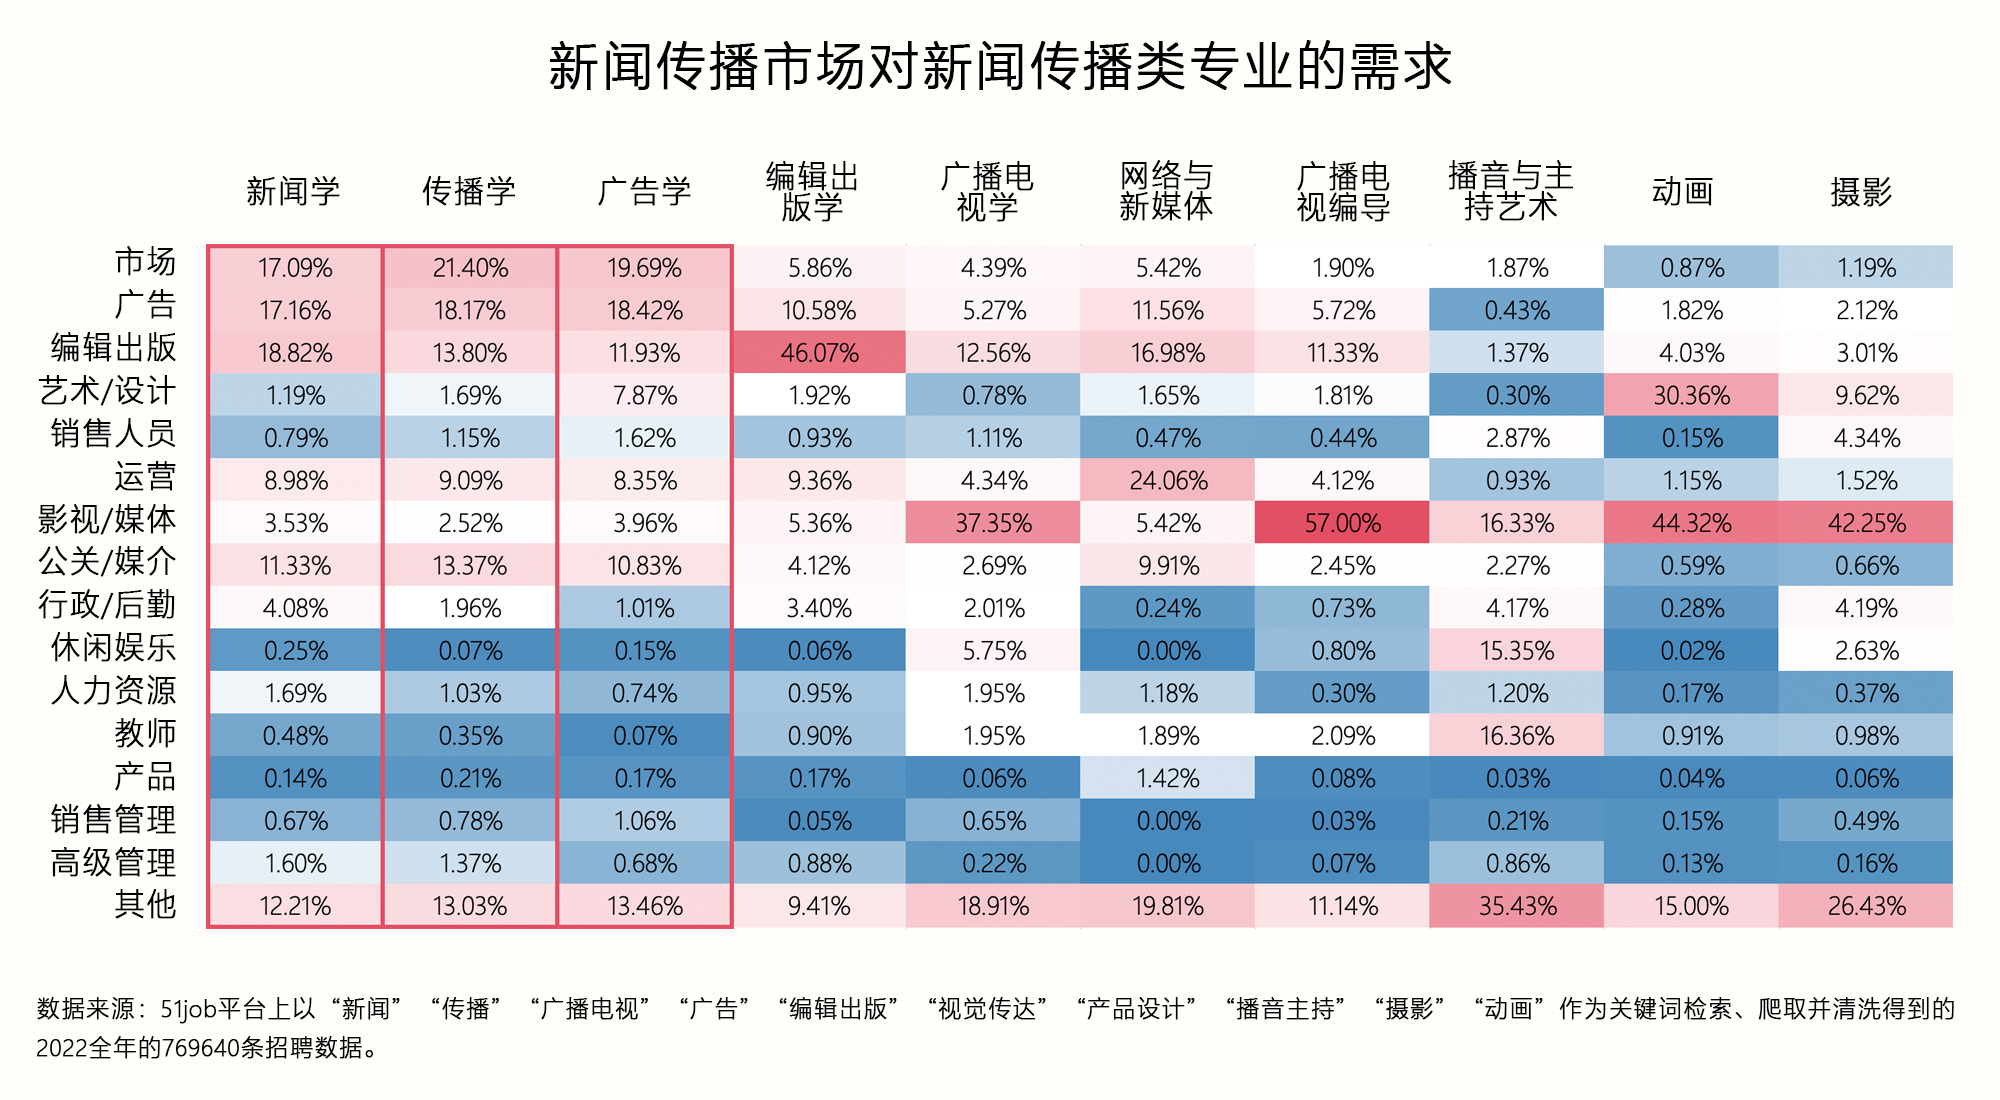 新闻传播市场对新闻传播类专业的需求
新闻学 传播学 广告学 编辑出版学 广播电视学 网络与新媒体 广播电视编导 播音与主持艺术 动画 摄影
市场 17.09% 21.40% 19.69% 5.86% 4.39% 5.42% 1.90% 1.87% 0.87% 1.19%
广告 17.16% 18.17% 18.42% 10.58% 5.27% 11.56% 5.72% 0.43% 1.82% 2.12%
编辑出版 18.82% 13.80% 11.93% 46.07% 12.56% 16.98% 11.33% 1.37% 4.03% 3.01%
艺术/设计 1.19% 1.69% 7.87% 1.92% 0.78% 1.65% 1.81% 0.30% 30.36% 9.62%
销售人员 0.79% 1.15% 1.62% 0.93% 1.11% 0.47% 0.44% 2.87% 0.15% 4.34%
运营 8.98% 9.09% 8.35% 9.36% 4.34% 24.06% 4.12% 0.93% 1.15% 1.52%
影视/媒体 3.53% 2.52% 3.96% 5.36% 37.35% 5.42% 57.00% 16.33% 44.32% 42.25%
公关/媒介 11.33% 13.37% 10.83% 4.12% 2.69% 9.91% 2.45% 2.27% 0.59% 0.66%
行政/后勤 4.08% 1.96% 1.01% 3.40% 2.01% 0.24% 0.73% 4.17% 0.28% 4.19%
休闲娱乐 0.25% 0.07% 0.15% 0.06% 5.75% 0.00% 0.80% 15.35% 0.02% 2.63%
人力资源 1.69% 1.03% 0.74% 0.95% 1.95% 1.18% 0.30% 1.20% 0.17% 0.37%
教师 0.48% 0.35% 0.07% 0.90% 1.95% 1.89% 2.09% 16.36% 0.91% 0.98%
产品 0.14% 0.21% 0.17% 0.17% 0.06% 1.42% 0.08% 0.03% 0.04% 0.06%
销售管理 0.67% 0.78% 1.06% 0.05% 0.65% 0.00% 0.03% 0.21% 0.15% 0.49%
高级管理 1.60% 1.37% 0.68% 0.88% 0.22% 0.00% 0.07% 0.86% 0.13% 0.16%
其他 12.21% 13.03% 13.46% 9.41% 18.91% 19.81% 11.14% 35.43% 15.00% 26.43%
数据来源：51job平台上以“新闻”“传播”“广播电视”“广告”“编辑出版”“视觉传达”“产品设计”“播音主持”“摄影”“动画”作为关键词检索、爬取并清洗得到的
2022全年的769640条招聘数据。